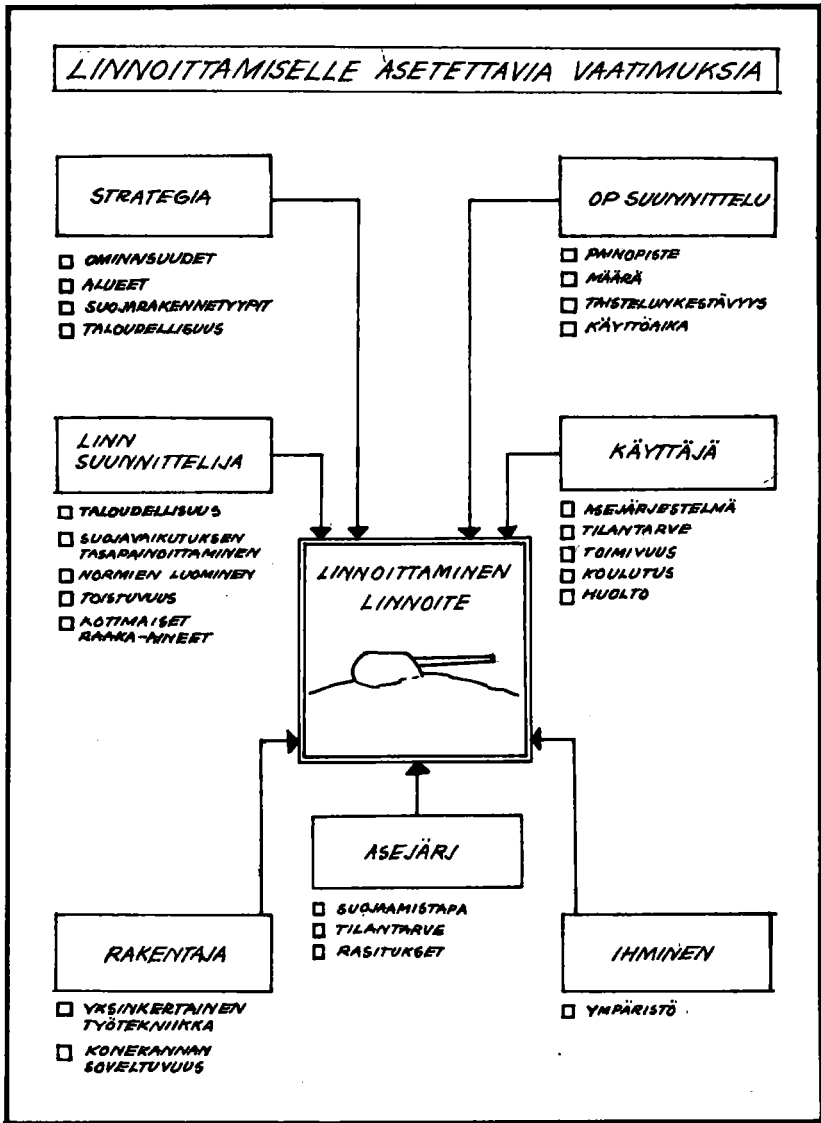 LINNOITTAMISELLE ASETETTAVIA VAATIMUKSIA
STRATEGIA
□ OMINAISUUDET
□ ALUEET
□ SUOJARAKENNETYYPIT
□ TALOUDELLISUUS
OP SUUNNITTELU
□ PAINOPISTE
□ MÄÄRÄ
□ TAISTELUNKESTÄVYYS
□ KÄYTTÖAIKA
LINN
SUUNNITTELIJA
□ TALOUDELLISUUS
□ SUOJAVAIKUTUKSEN
TASAPAINOITTAMINEN
□ NORMIEN LUOMINEN
□ TOISTUVUUS
□ KOTIMAISET
RAAKA-AINEET
KÄYTTÄJÄ
□ ASEJÄRJESTELMÄ
□ TILANTARVE
□ TOIMIVUUS
□ KOULUTUS
□ HUOLTO
LINNOITTAMINEN
LINNOITE
ASEJÄRJ
□ SUOJAAMISTAPA
□ TILANTARVE
□ RASITUKSET
RAKENTAJA
□ YKSINKERTAINEN
TYÖTEKNIIKKA
□ KONEKANNAN
SOVELTUVUUS
IHMINEN
□ YMPÄRISTÖ